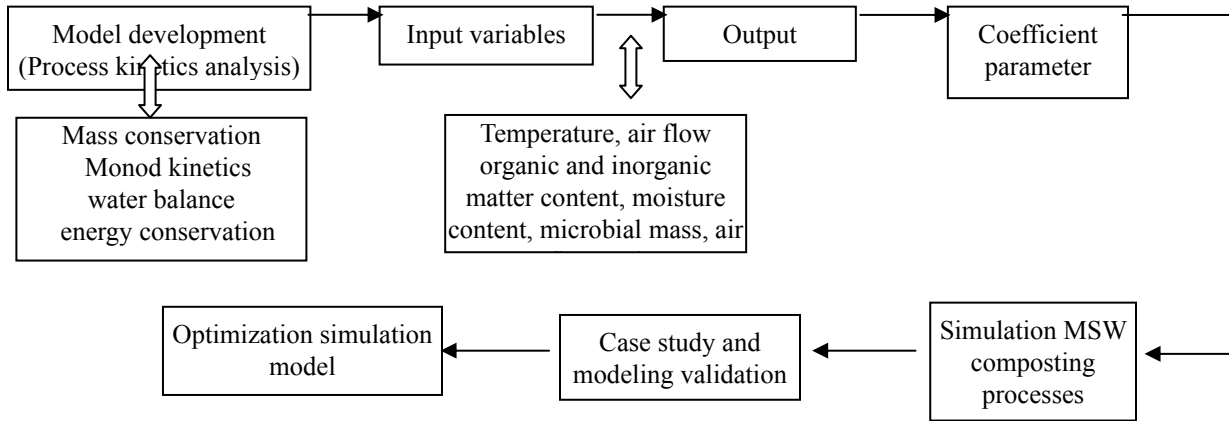 Model development
(Process kinetics analysis)
Input variables
Output
Coefficient
parameter
Mass conservation
Monod kinetics
water balance
energy conservation
Temperature, air flow
organic and inorganic
matter content, moisture
content, microbial mass, air
Optimization simulation
model
Case study and
modeling validation
Simulation MSW
composting
processes